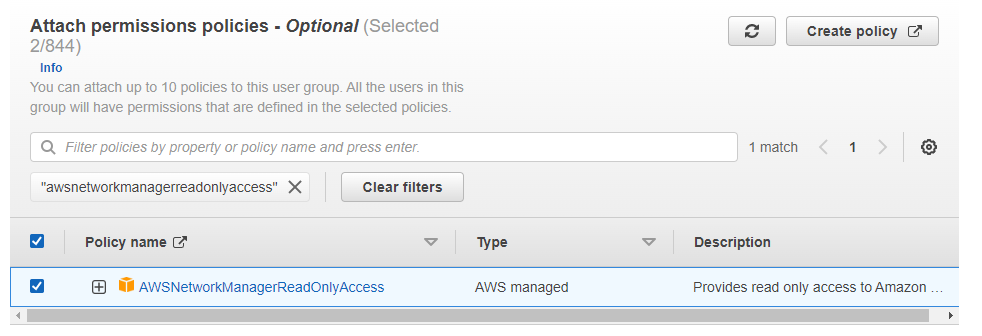 Attach permissions policies - Optional (Selected
2/844)
Info
You can attach up to 10 policies to this user group. All the users in this
group will have permissions that are defined in the selected policies.
Create policy
Filter policies by property or policy name and press enter.
1 match
1
"awsnetworkmanagerreadonlyaccess"
Clear filters
Policy name
Type
Description
AWSNetworkManagerReadOnlyAccess
AWS managed
Provides read only access to Amazon ...